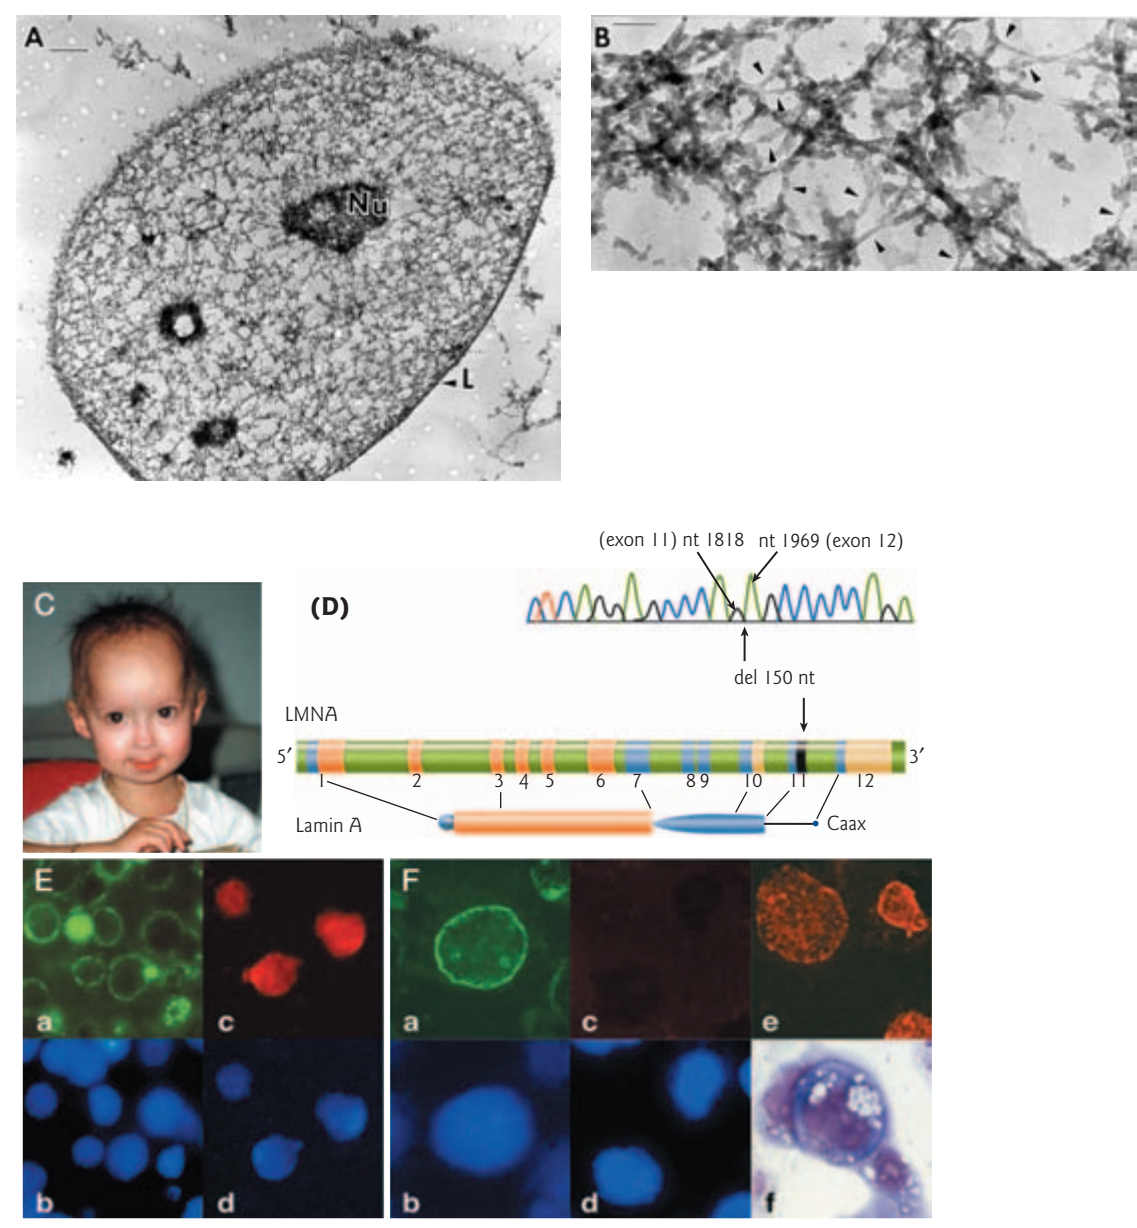 A
Nu
L
B
C
(D)
(exon 11) nt 1818 nt 1969 (exon 12)
del 150 nt
LMNA
5′ 3′
1 2 3 4 5 6 7 8 9 10 11 12
Lamin A Caax
E
a
c
b
d
F
a
c
e
b
d
f